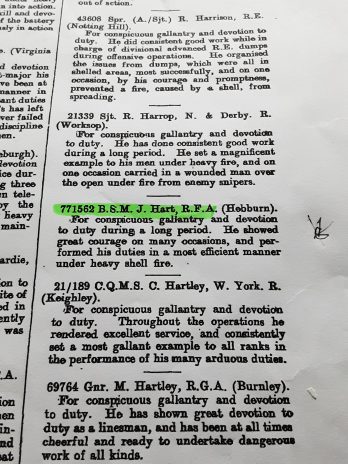 out of action.
43608 Spr. (A./Sjt.) R. Harrison, R.E.
(Notting Hill).
For conspicuous gallantry and devotion to
duty. He did consistent good work while in
charge of divisional advanced R.E. dumps
during offensive operations. He organised
the issues from dumps, which were all in
shelled areas, most successfully, and on one
occasion, by his courage and promptness,
prevented a fire, caused by a shell, from
spreading.
21339 Sjt. R. Harrop, N. & Derby. R.
(Worksop).
For conspicuous gallantry and devotion
to duty. He has done consistent good work
during a long period. He set a magnificent
example to his men under heavy fire, and on
one occasion carried in a wounded man over
the open under fire from enemy snipers.
771562 B.S.M. J. Hart, R.F.A. (Hebburn).
For conspicuous gallantry and devotion
to duty during a long period. He showed
great courage on many occasions, and per-
formed his duties in a most efficient manner
under heavy shell fire.
21/189 C.Q.M.S. C. Hartley, W. York. R.
(Keighley).
For conspicuous gallantry and devotion
to duty. Throughout the operations he
rendered excellent service, and consistently
set a most gallant example to all ranks in
the performance of his many arduous duties.
69764 Gnr. M. Hartley, R.G.A. (Burnley).
For conspicuous gallantry and devotion to
duty. He has shown great devotion to
duty as a linesman, and has been at all times
cheerful and ready to undertake dangerous
work of all kinds.